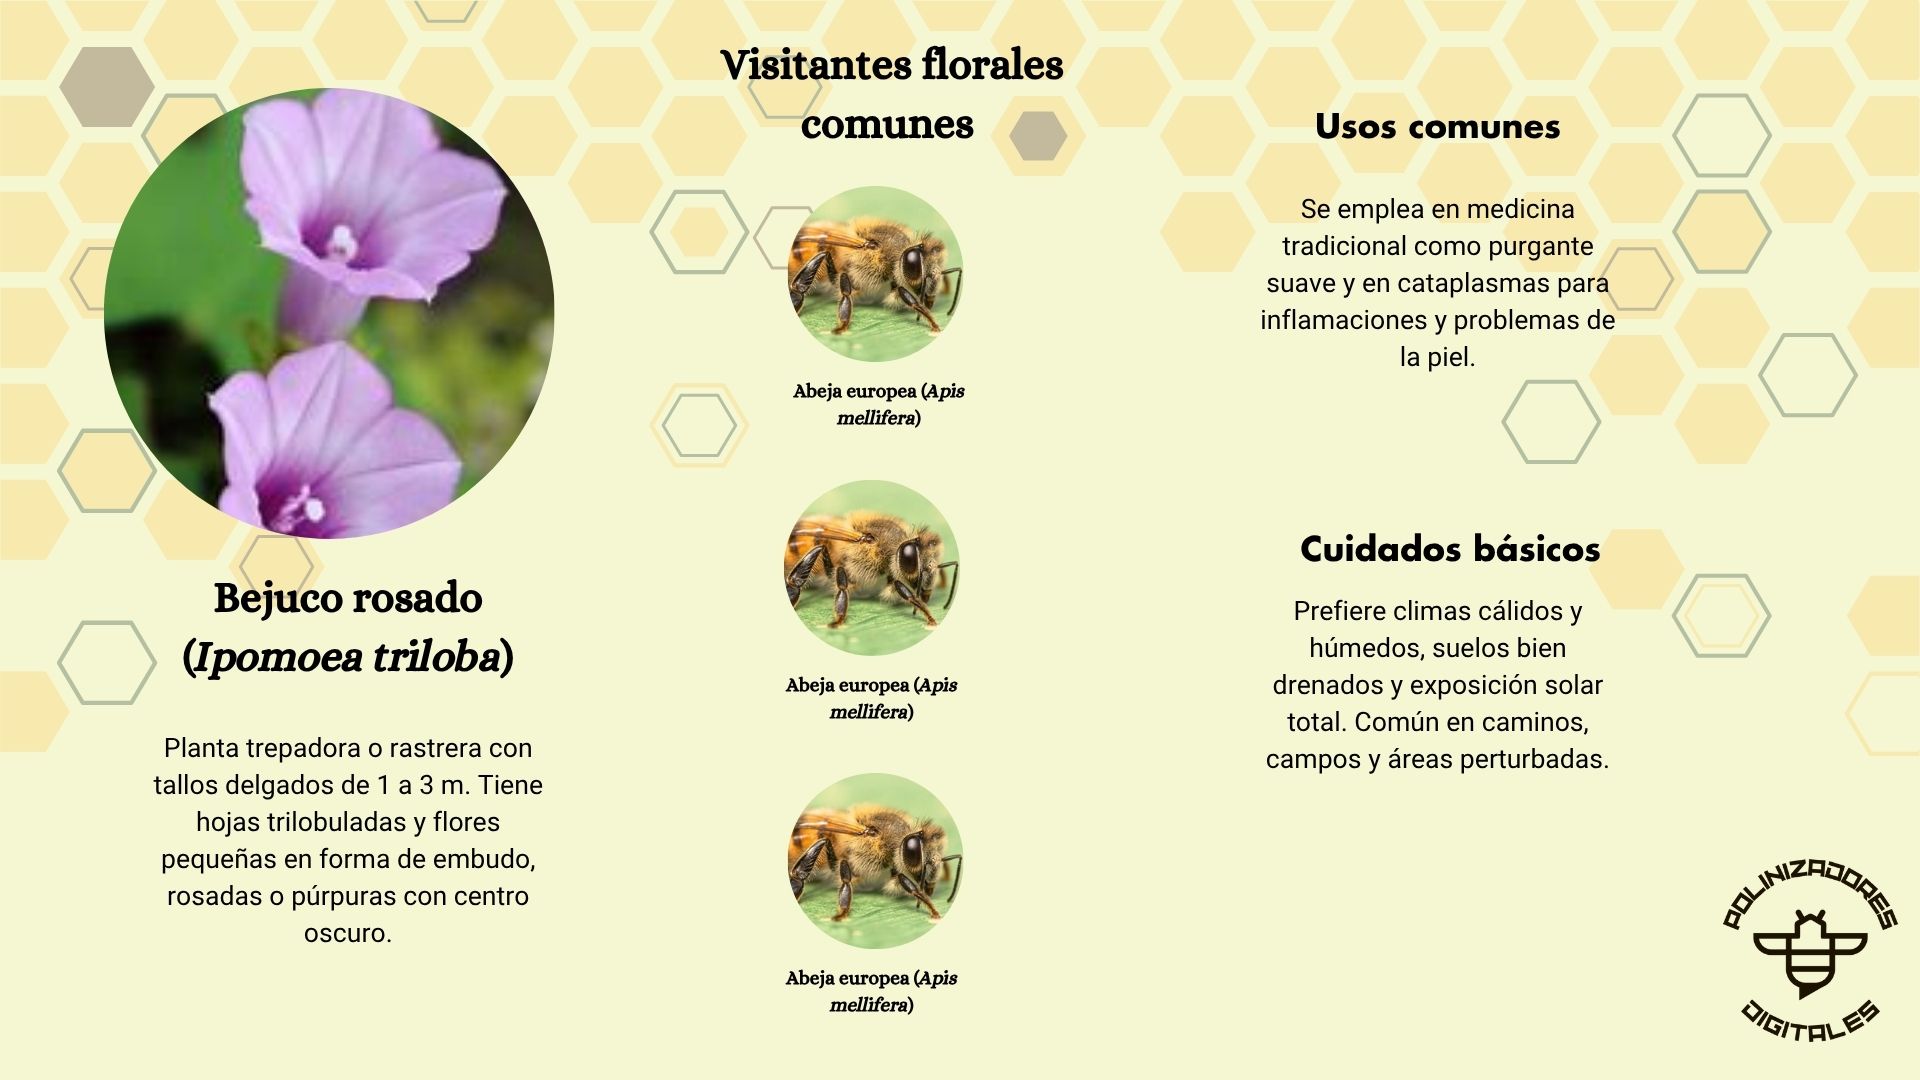 Bejuco rosado
(Ipomoea triloba)
Planta trepadora o rastrera con
tallos delgados de 1 a 3 m. Tiene
hojas trilobuladas y flores
pequeñas en forma de embudo,
rosadas o púrpuras con centro
oscuro.
Visitantes florales
comunes
Abeja europea (Apis
mellifera)
Abeja europea (Apis
mellifera)
Abeja europea (Apis
mellifera)
Usos comunes
Se emplea en medicina
tradicional como purgante
suave y en cataplasmas para
inflamaciones y problemas de
la piel.
Cuidados básicos
Prefiere climas cálidos y
húmedos, suelos bien
drenados y exposición solar
total. Común en caminos,
campos y áreas perturbadas.
POLINIZADORES
DIGITALES